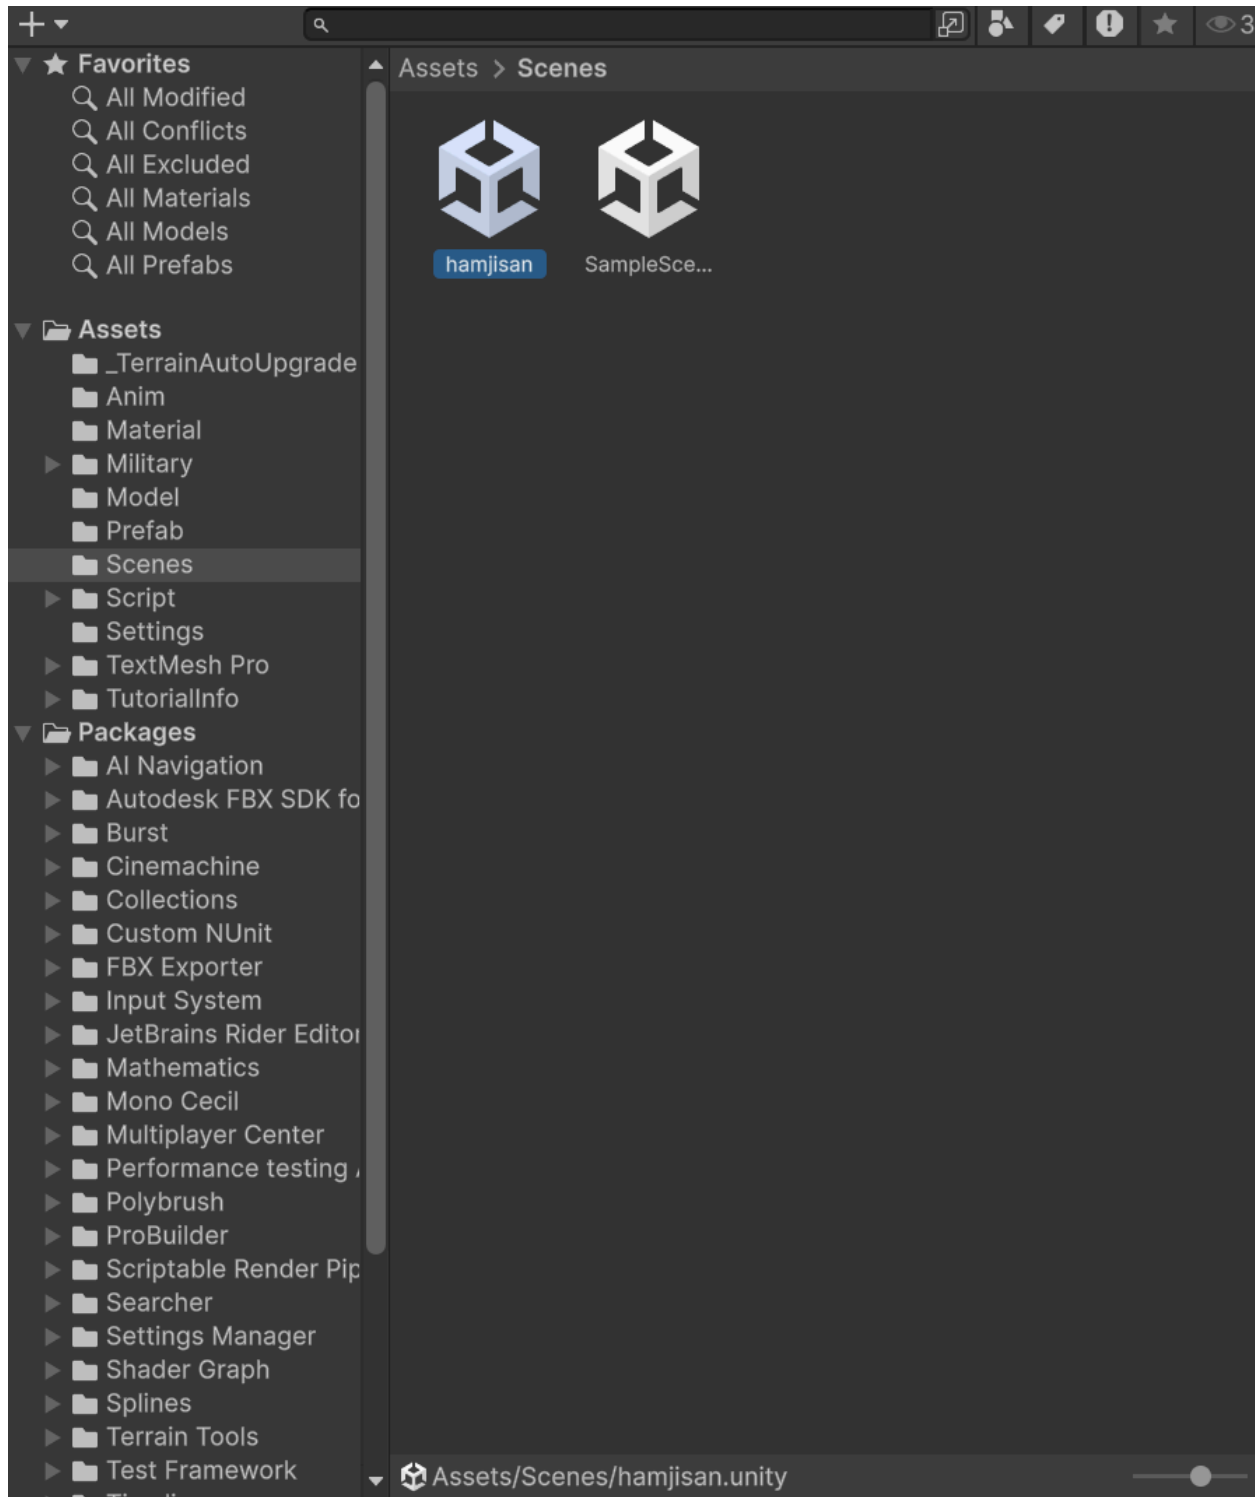 3
Favorites
All Modified
All Conflicts
All Excluded
All Materials
All Models
All Prefabs
Assets
_TerrainAutoUpgrade
Anim
Material
Military
Model
Prefab
Scenes
Script
Settings
TextMesh Pro
TutorialInfo
Packages
AI Navigation
Autodesk FBX SDK fo
Burst
Cinemachine
Collections
Custom NUnit
FBX Exporter
Input System
JetBrains Rider Editor
Mathematics
Mono Cecil
Multiplayer Center
Performance testing
Polybrush
ProBuilder
Scriptable Render Pip
Searcher
Settings Manager
Shader Graph
Splines
Terrain Tools
Test Framework
Assets > Scenes
hamjisan
SampleSce...
Assets/Scenes/hamjisan.unity